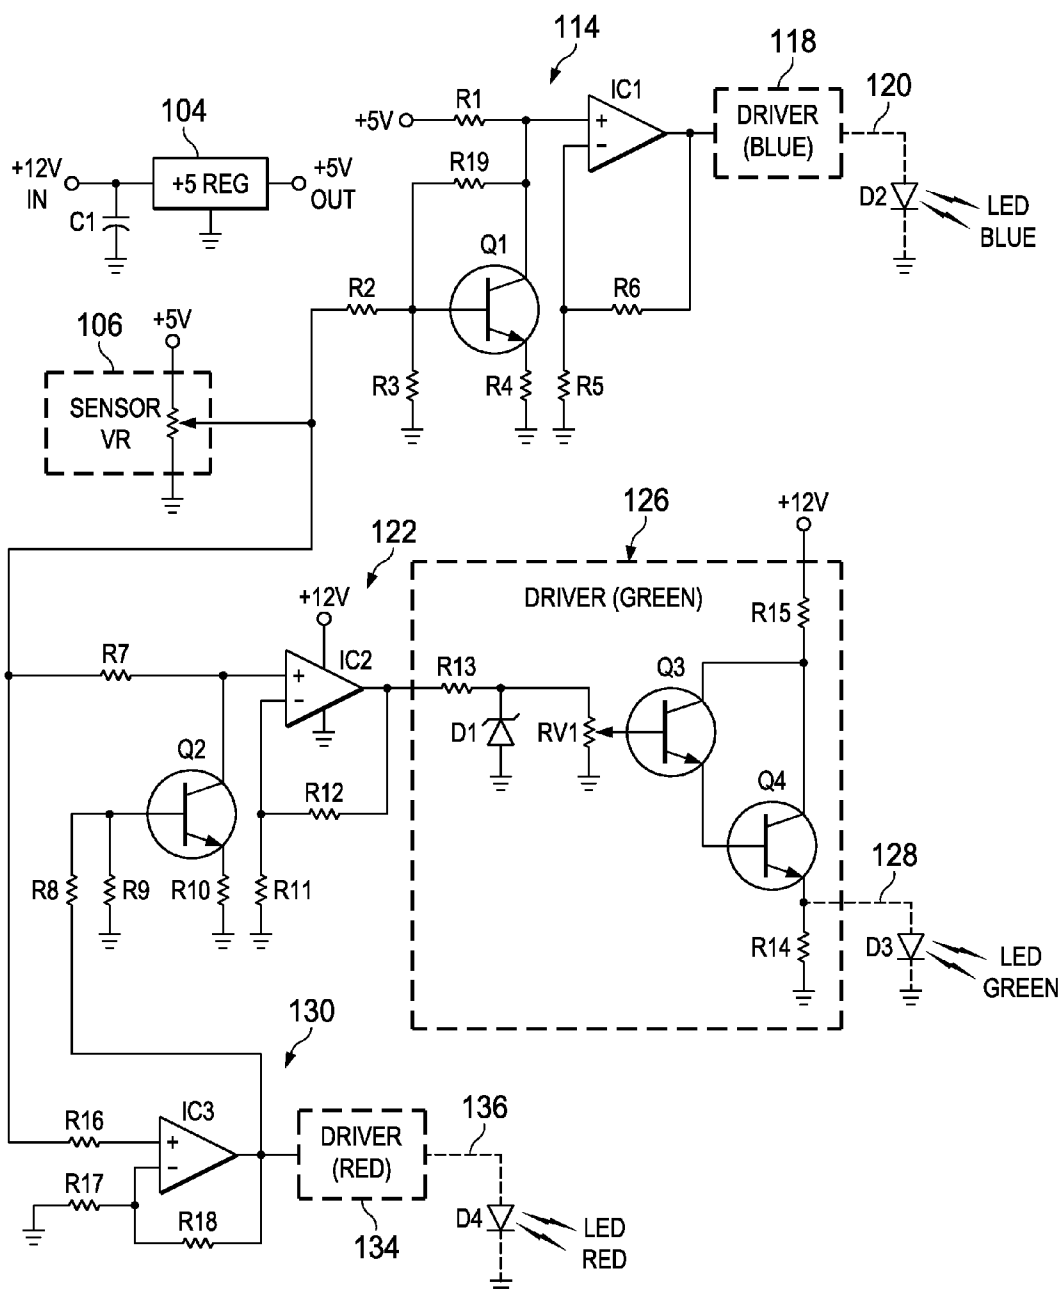 114
118
120
104
+5V
R1
IC1
+
−
DRIVER
(BLUE)
+12V
IN
+5 REG
+5V
OUT
R19
C1
D2
LED
BLUE
Q1
R2
R6
106
+5V
R3
R4
R5
SENSOR
VR
126
+12V
122
DRIVER (GREEN)
+12V
R15
R7
IC2
+
−
R13
Q3
D1
RV1
Q2
Q4
R12
128
R8
R9
R10
R11
R14
D3
LED
GREEN
130
R16
IC3
+
−
136
DRIVER
(RED)
R17
R18
134
D4
LED
RED